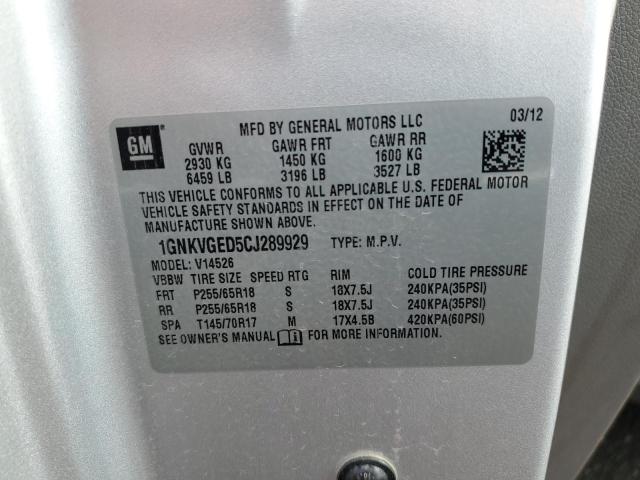 MFD BY GENERAL MOTORS LLC 03/12
GM
GVWR GAWR FRT GAWR RR
2930 KG 1450 KG 1600 KG
6459 LB 3196 LB 3527 LB
THIS VEHICLE CONFORMS TO ALL APPLICABLE U.S. FEDERAL MOTOR
VEHICLE SAFETY STANDARDS IN EFFECT ON THE DATE OF
MANUFACTURE SHOWN ABOVE.
1GNKVGED5CJ289929 TYPE: M.P.V.
MODEL: V14526
VBBW TIRE SIZE SPEED RTG RIM COLD TIRE PRESSURE
FRT P255/65R18 S 18X7.5J 240KPA(35PSI)
RR P255/65R18 S 18X7.5J 240KPA(35PSI)
SPA T145/70R17 M 17X4.5B 420KPA(60PSI)
SEE OWNER'S MANUAL FOR MORE INFORMATION.